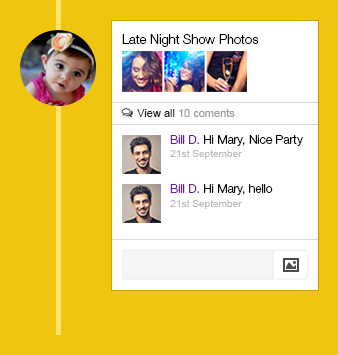 Late Night Show Photos
View all 10 coments
Bill D. Hi Mary, Nice Party
21st September
Bill D. Hi Mary, hello
21st September